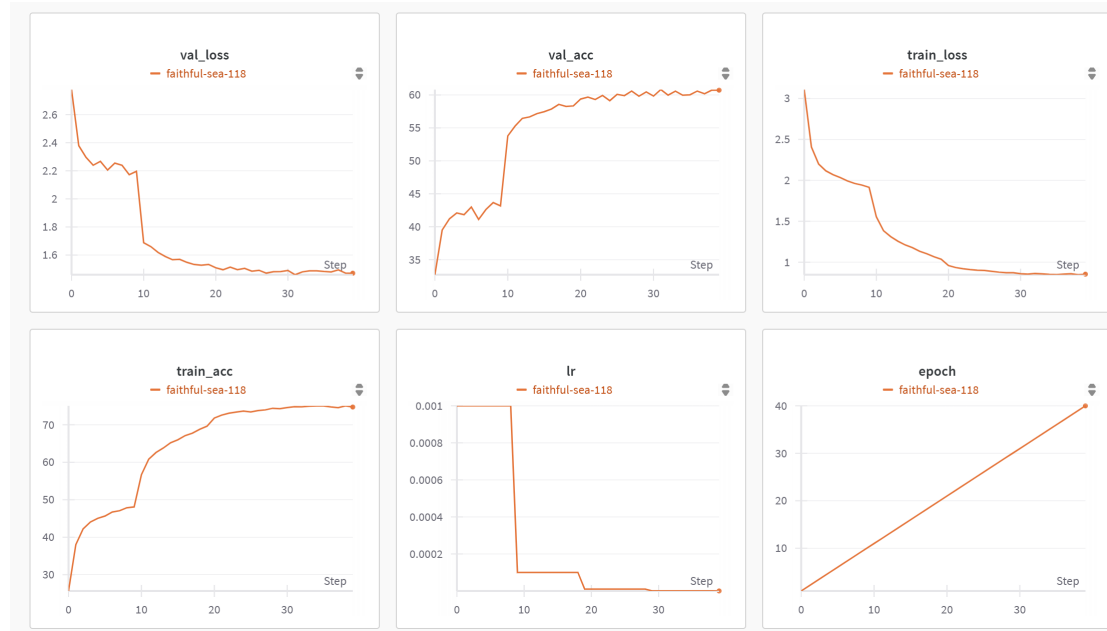 val_loss
faithful-sea-118
2.6
2.4
2.2
2
1.8
1.6
Step
0 10 20 30
val_acc
faithful-sea-118
60
55
50
45
40
35
Step
0 10 20 30
train_loss
faithful-sea-118
3
2.5
2
1.5
1
Step
0 10 20 30
train_acc
faithful-sea-118
70
60
50
40
30
Step
0 10 20 30
lr
faithful-sea-118
0.001
0.0008
0.0006
0.0004
0.0002
Step
0 10 20 30
epoch
faithful-sea-118
40
30
20
10
Step
0 10 20 30